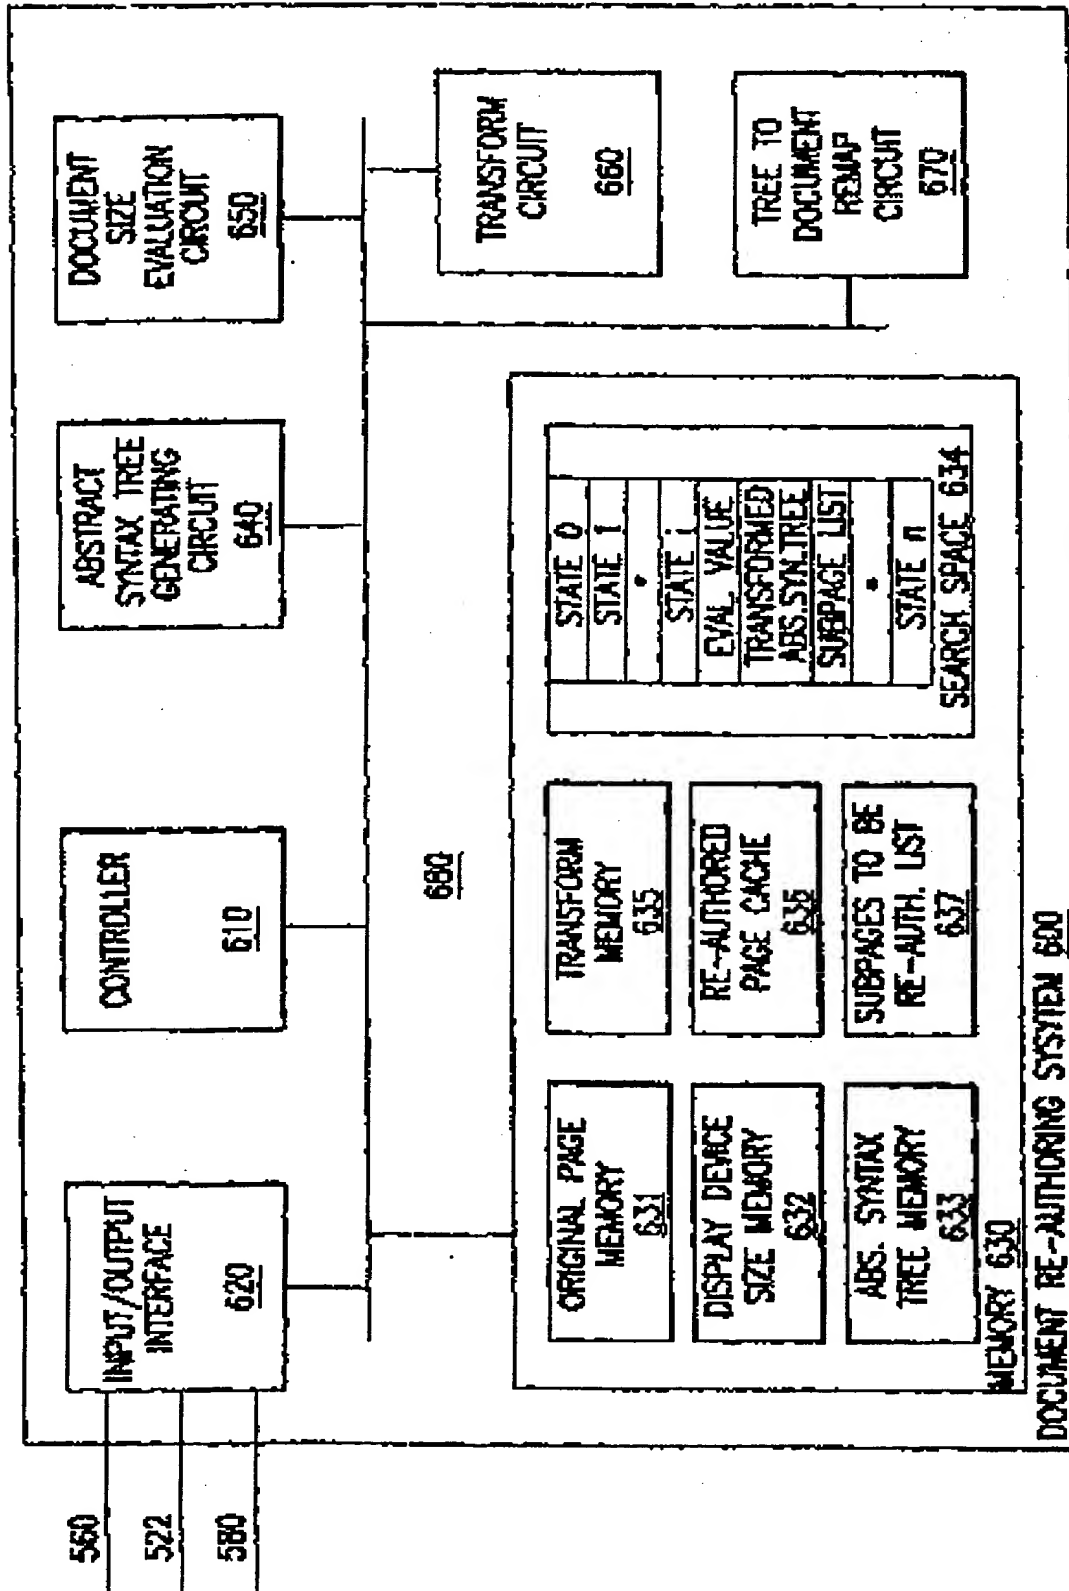 560
522
580
INPUT/OUTPUT
INTERFACE
620
CONTROLLER
610
ABSTRACT
SYNTAX TREE
GENERATING
CIRCUIT
640
DOCUMENT
SIZE
EVALUATION
CIRCUIT
650
680
TRANSFORM
CIRCUIT
660
TREE TO
DOCUMENT
REMAP
CIRCUIT
670
ORIGINAL PAGE
MEMORY
631
DISPLAY DEVICE
SIZE MEMORY
632
ABS. SYNTAX
TREE MEMORY
633
TRANSFORM
MEMORY
635
RE-AUTHORED
PAGE CACHE
636
SUBPAGES TO BE
RE-AUTH. LIST
637
STATE 0
STATE 1
•
STATE i
EVAL. VALUE
TRANSFORMED
ABS.SYN.TREE
SUBPAGE LIST
•
STATE n
SEARCH SPACE 634
MEMORY 630
DOCUMENT RE-AUTHORING SYSYTEM 600